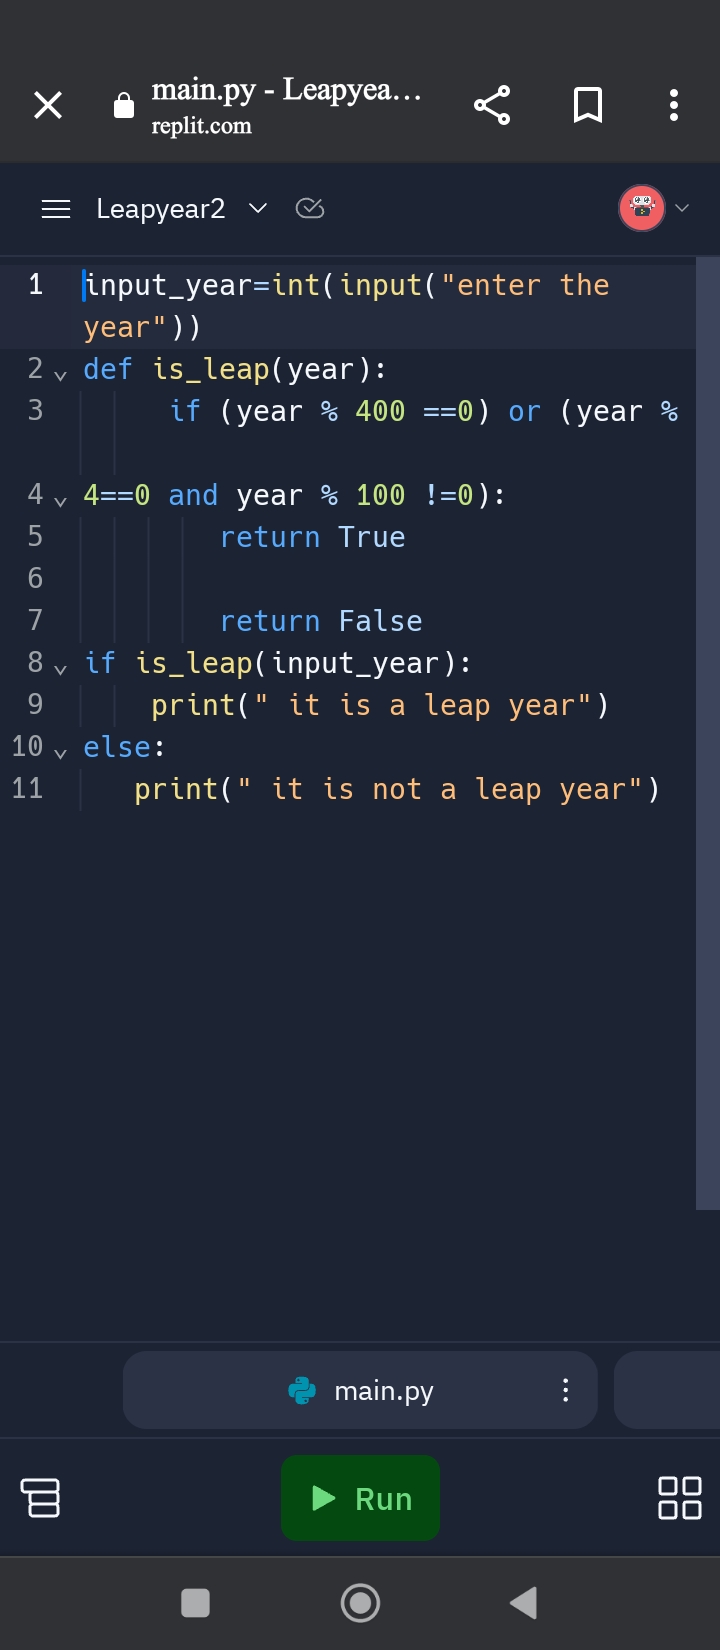 main.py - Leapyea...
replit.com
Leapyear2
1 input_year=int(input("enter the
year"))
2 def is_leap(year):
3 if (year % 400 ==0) or (year %
4 4==0 and year % 100 !=0):
5 return True
6
7 return False
8 if is_leap(input_year):
9 print(" it is a leap year")
10 else:
11 print(" it is not a leap year")
main.py
Run